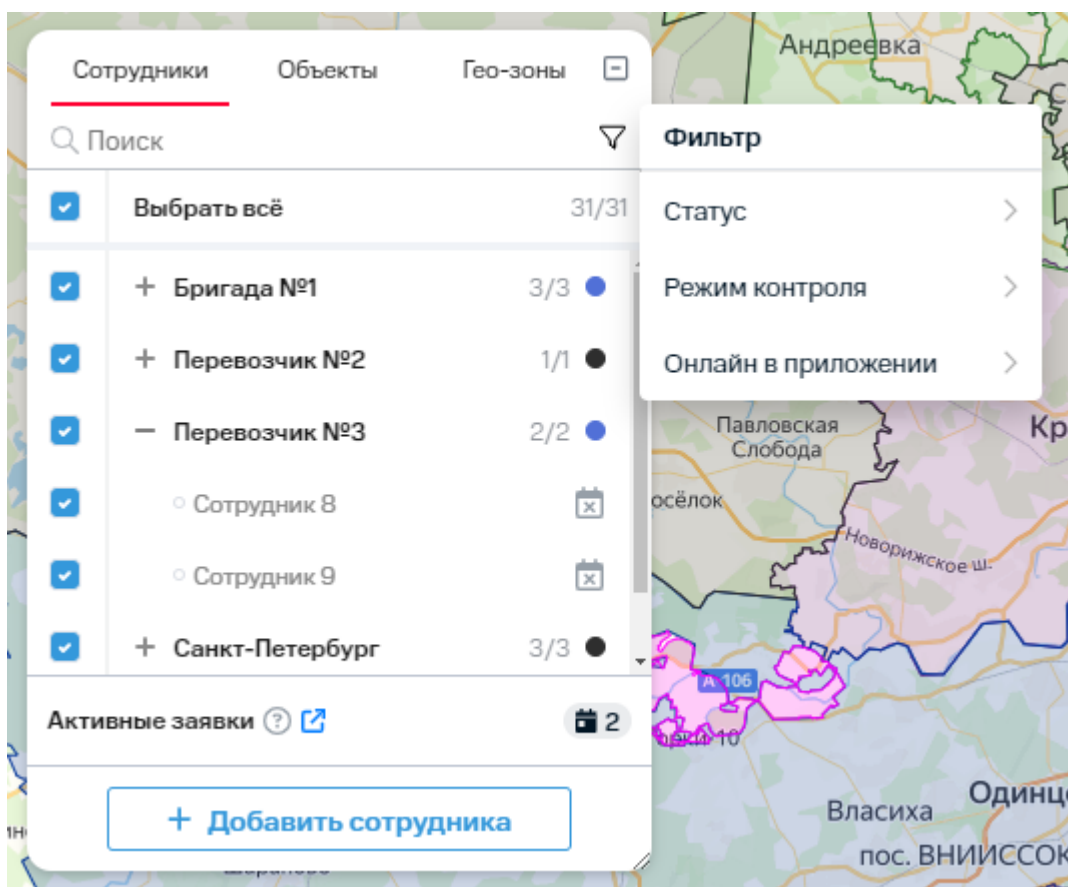 Андреевка
Сотрудники Объекты Гео-зоны
Поиск
Фильтр
Выбрать всё 31/31
Статус
+ Бригада №1 3/3
Режим контроля
+ Перевозчик №2 1/1
Онлайн в приложении
− Перевозчик №3 2/2
Павловская
Слобода
Кр
Сотрудник 8
осёлок
Новорижское ш.
Сотрудник 9
+ Санкт-Петербург 3/3
А 106
Активные заявки ? 2
10
Одинц
+ Добавить сотрудника
Власиха
пос. ВНИИССОК